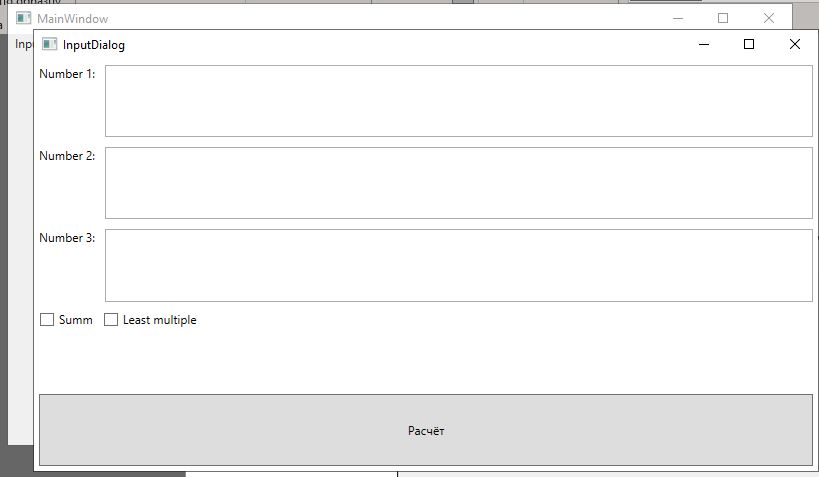 MainWindow
InputDialog
Number 1:
Number 2:
Number 3:
Summ
Least multiple
Расчёт